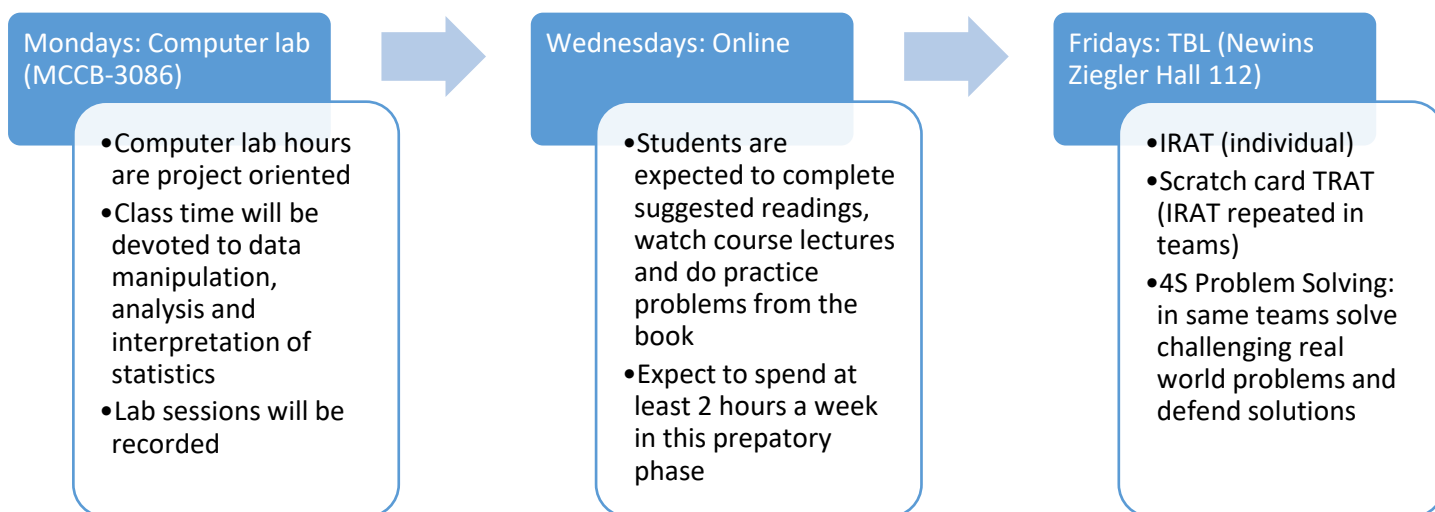 Mondays: Computer lab
(MCCB-3086)
•Computer lab hours
are project oriented
•Class time will be
devoted to data
manipulation,
analysis and
interpretation of
statistics
•Lab sessions will be
recorded
Wednesdays: Online
•Students are
expected to complete
suggested readings,
watch course lectures
and do practice
problems from the
book
•Expect to spend at
least 2 hours a week
in this prepatory
phase
Fridays: TBL (Newins
Ziegler Hall 112)
•IRAT (individual)
•Scratch card TRAT
(IRAT repeated in
teams)
•4S Problem Solving:
in same teams solve
challenging real
world problems and
defend solutions